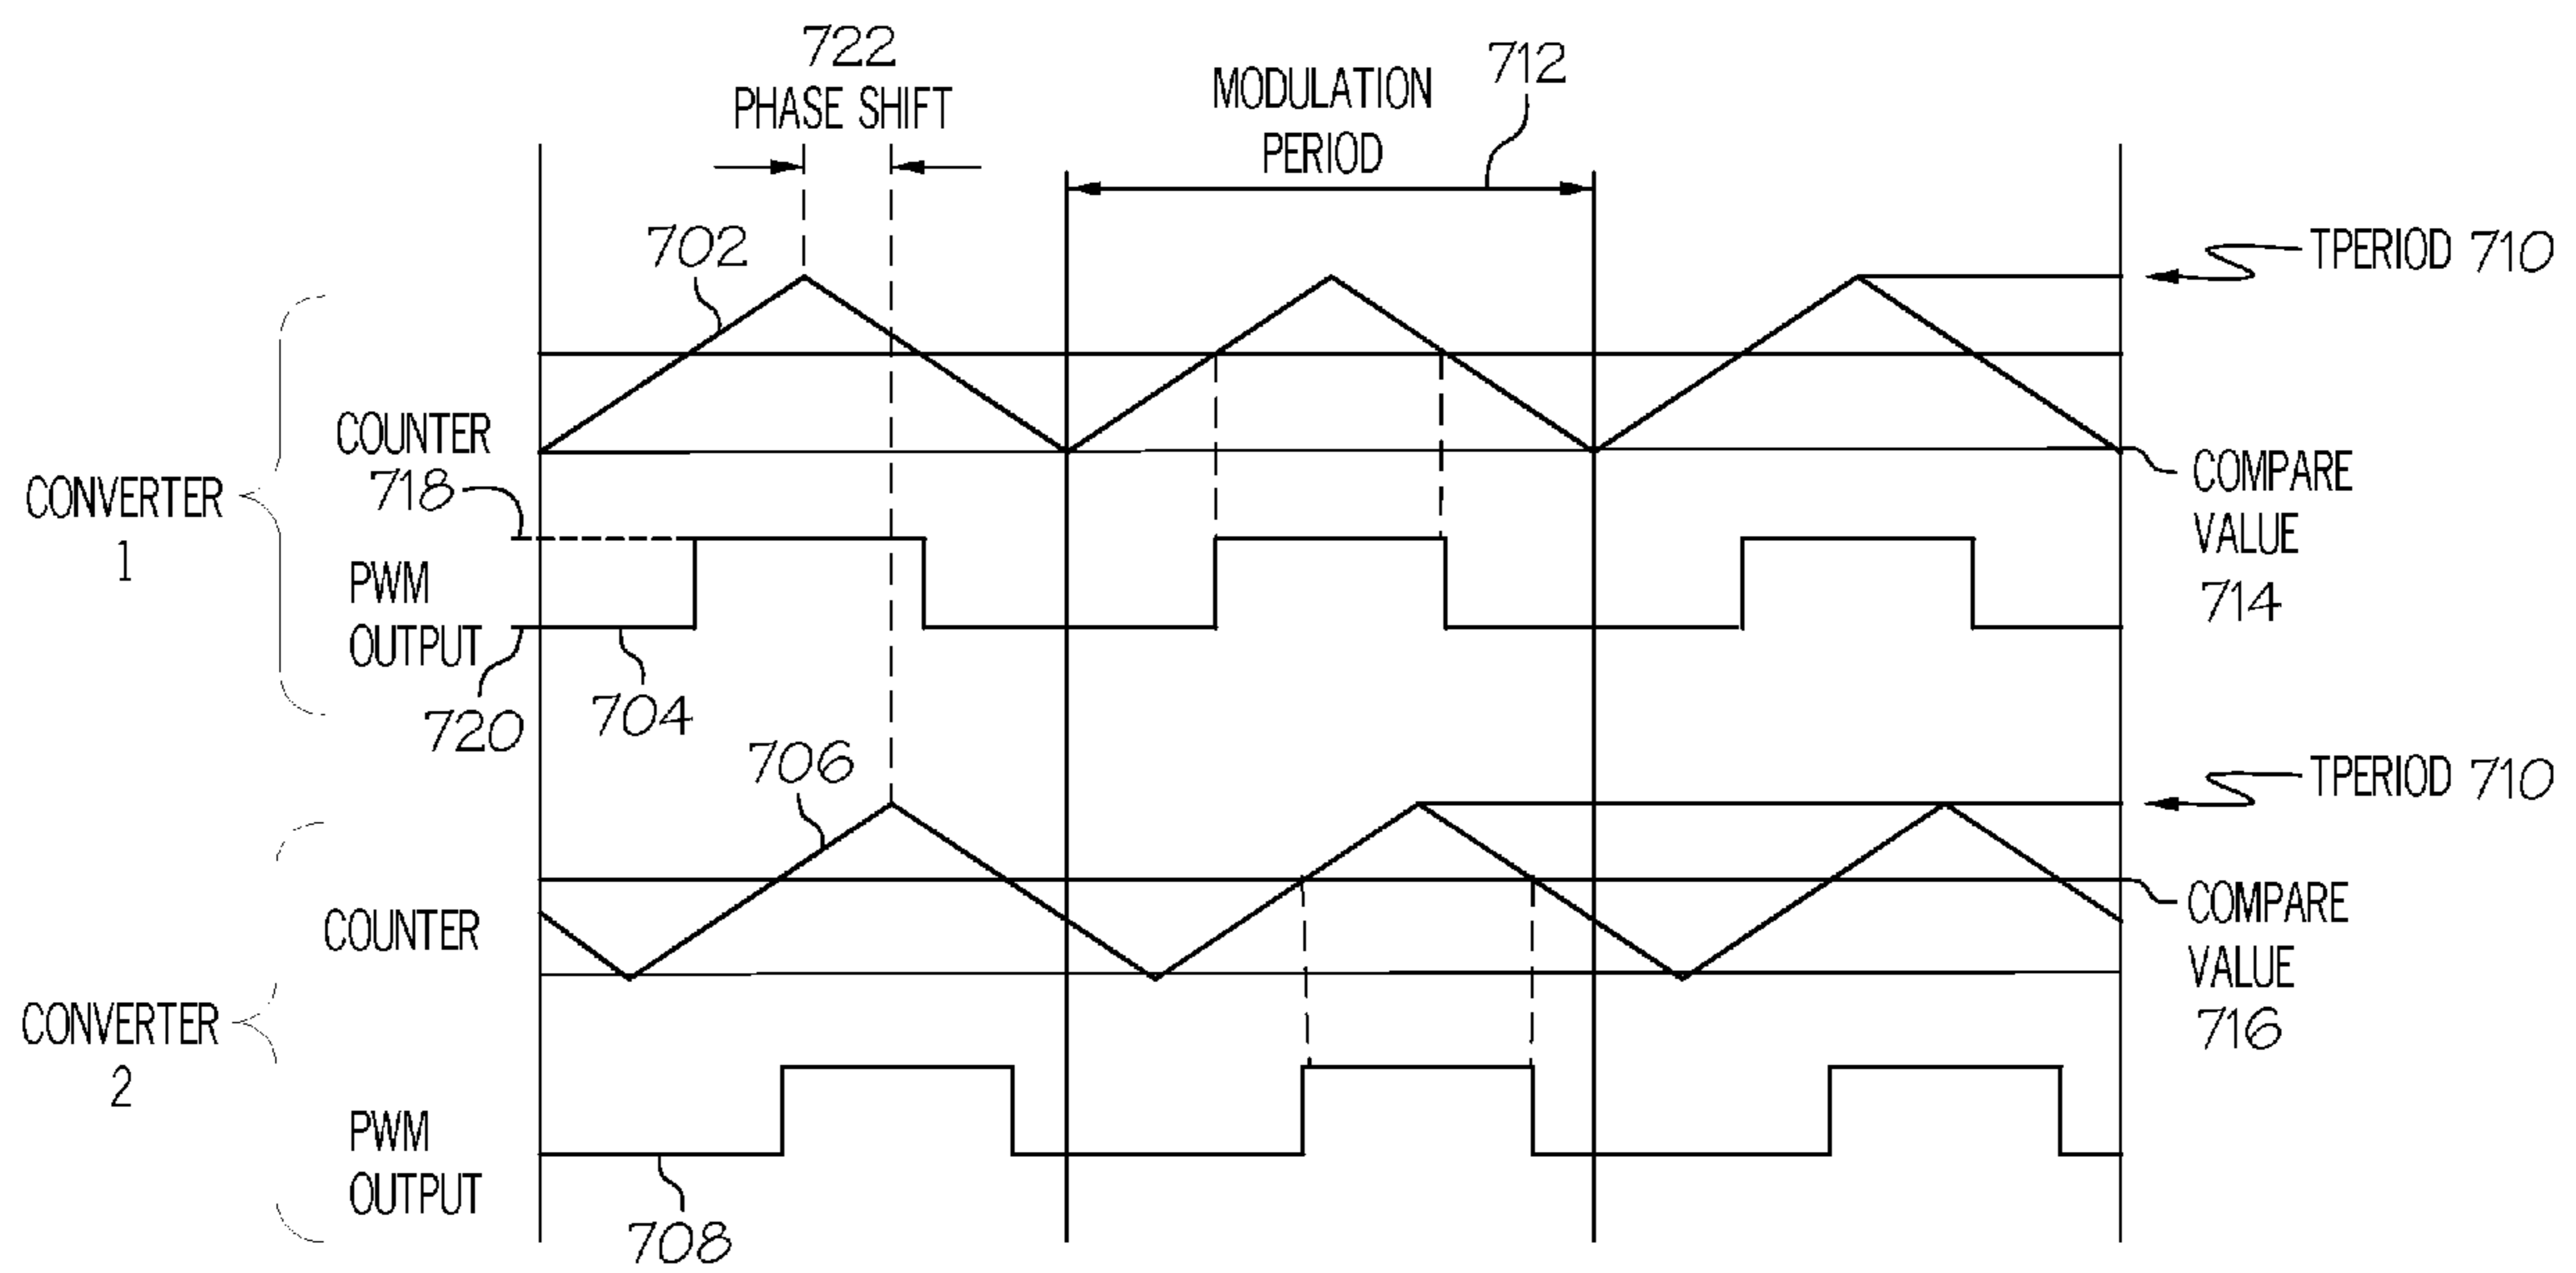 722
PHASE SHIFT
MODULATION
PERIOD
712
702
TPERIOD 710
COUNTER
718
CONVERTER
1
COMPARE
VALUE
714
PWM
OUTPUT
720
704
706
TPERIOD 710
COUNTER
COMPARE
VALUE
716
CONVERTER
2
PWM
OUTPUT
708